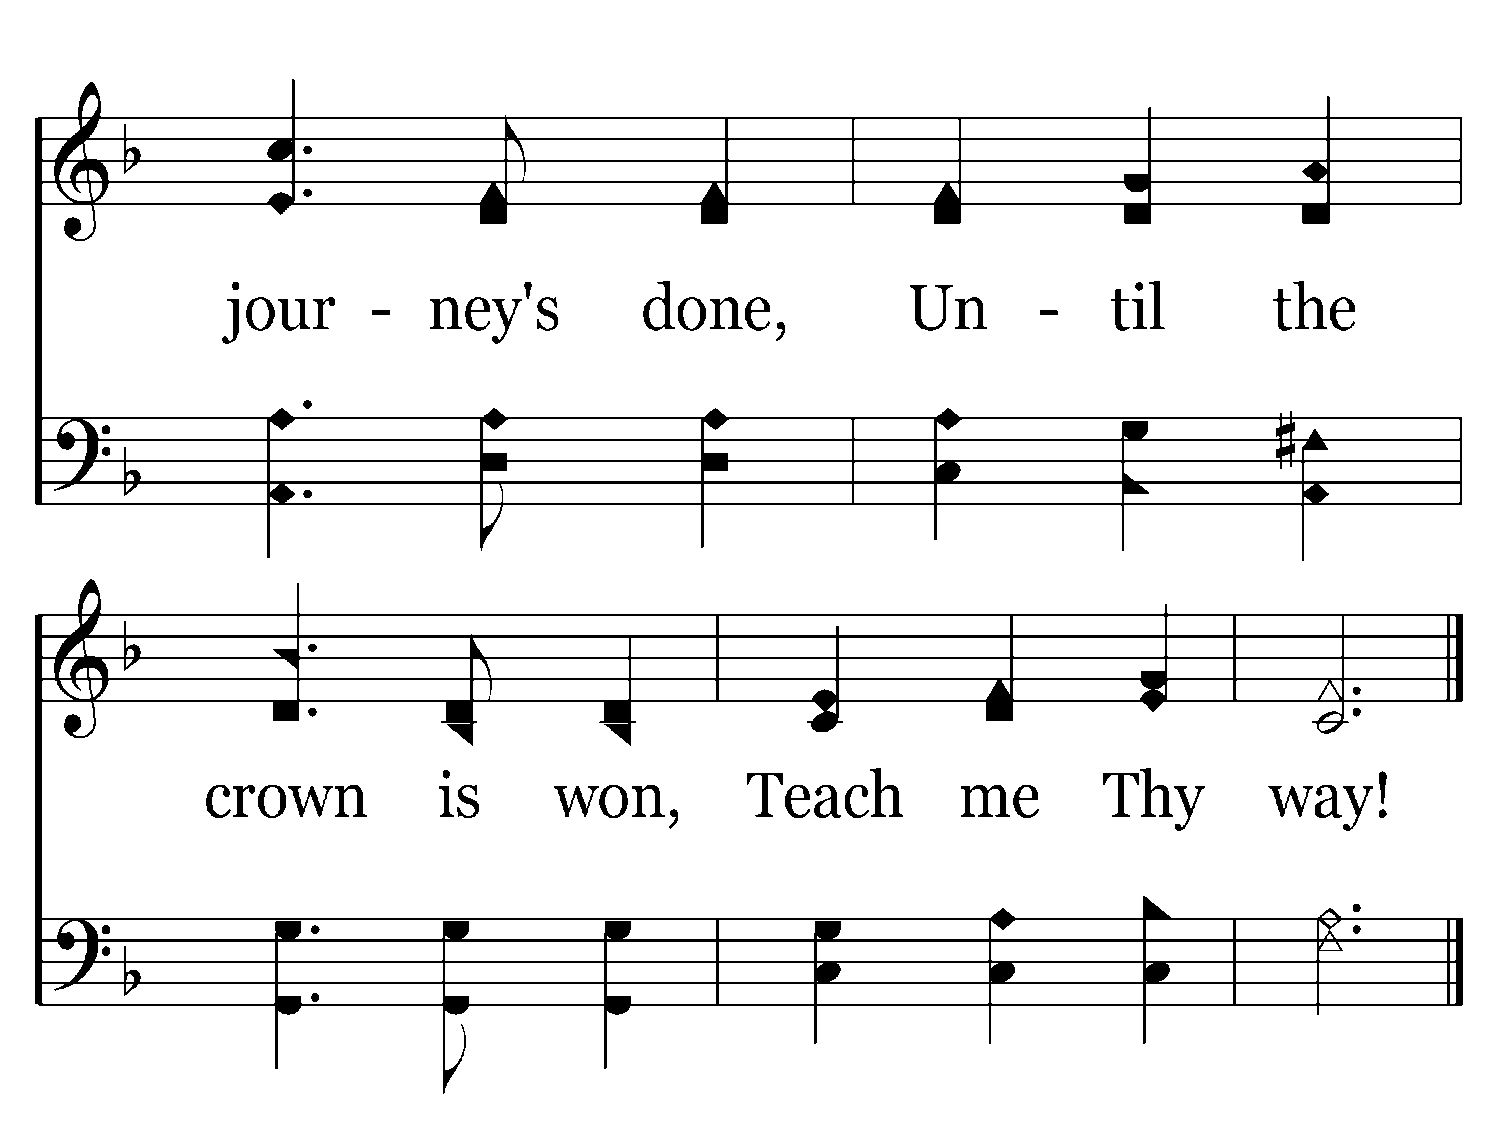 jour - ney's done, Un - til the
crown is won, Teach me Thy way!